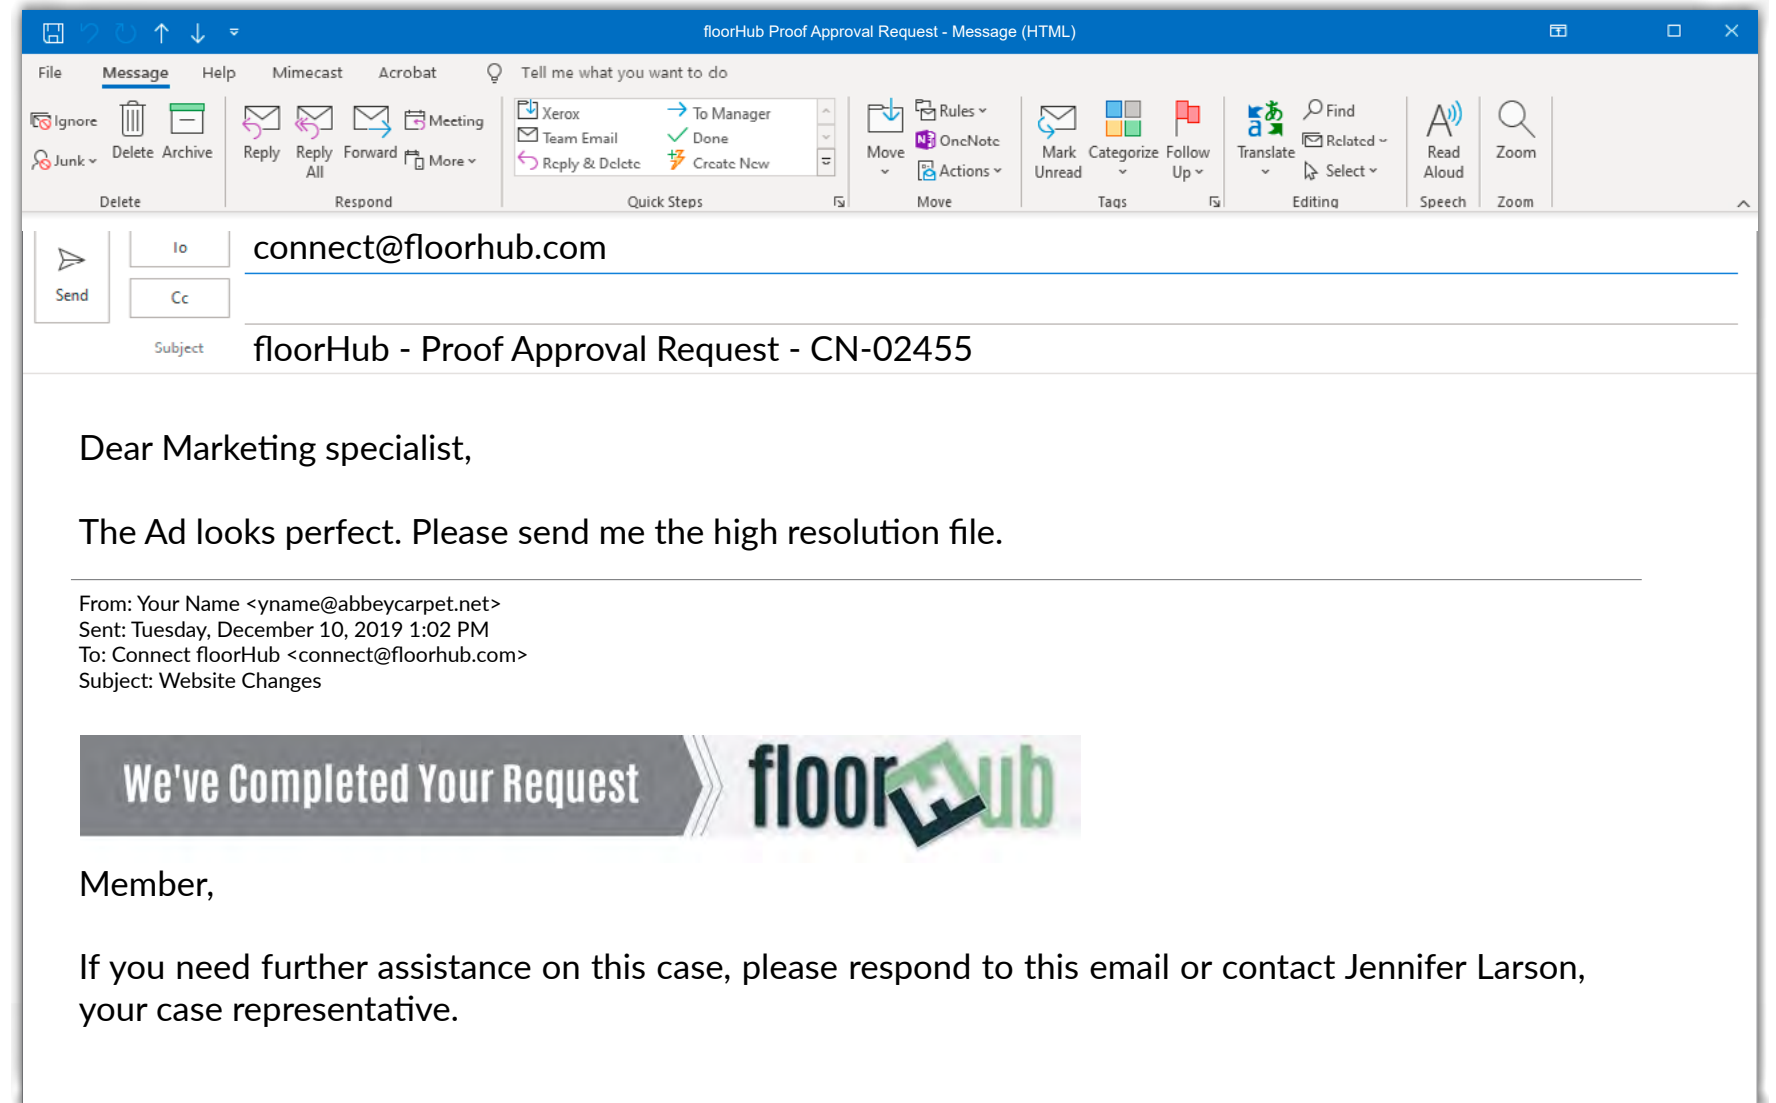 floorHub Proof Approval Request - Message (HTML)
File Message Help Mimecast Acrobat Tell me what you want to do
Ignore
Junk
Delete Archive
Delete
Reply Reply All Forward
Meeting
More
Respond
Xerox To Manager
Team Email Done
Reply & Delete Create New
Quick Steps
Move
Rules
OneNote
Actions
Move
Mark Unread Categorize Follow Up
Tags
Translate
Find
Related
Select
Editing
Read Aloud
Speech
Zoom
Zoom
Send
To connect@floorhub.com
Cc
Subject floorHub - Proof Approval Request - CN-02455
Dear Marketing specialist,
The Ad looks perfect. Please send me the high resolution file.
From: Your Name <yname@abbeycarpet.net>
Sent: Tuesday, December 10, 2019 1:02 PM
To: Connect floorHub <connect@floorhub.com>
Subject: Website Changes
We've Completed Your Request floorHub
Member,
If you need further assistance on this case, please respond to this email or contact Jennifer Larson,
your case representative.